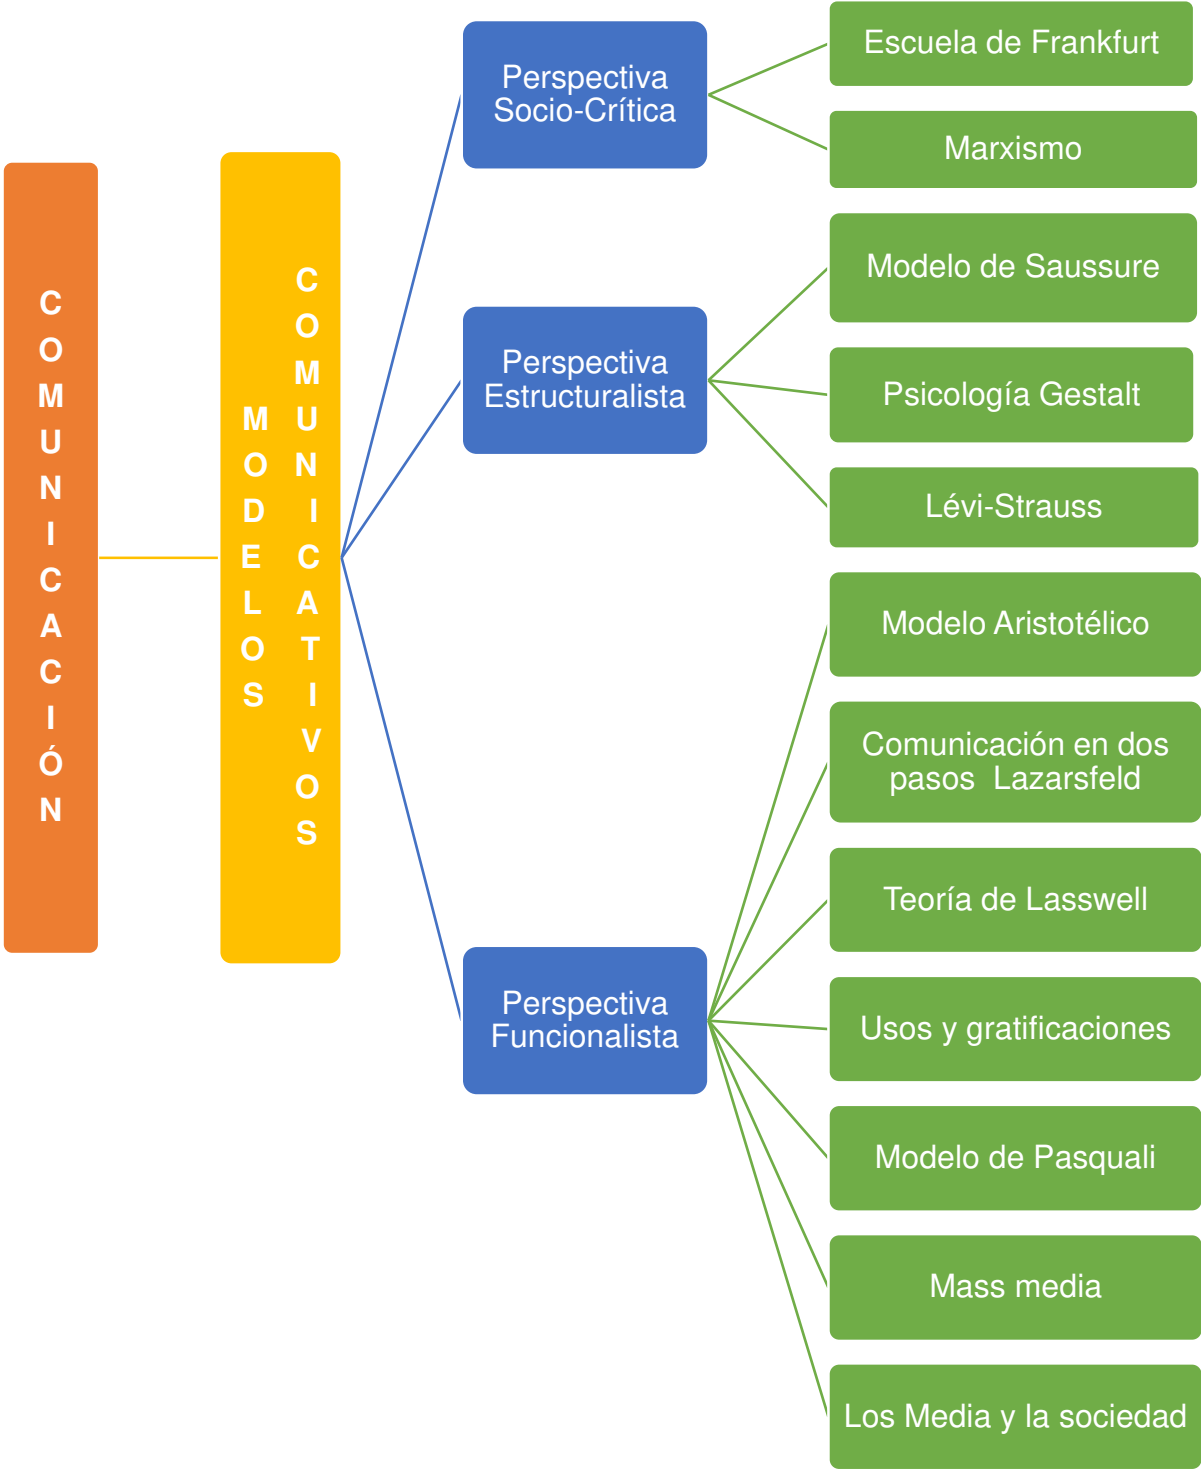 COMUNICACIÓN
MODELOS
COMUNICATIVOS
Perspectiva
Socio-Crítica
Escuela de Frankfurt
Marxismo
Perspectiva
Estructuralista
Modelo de Saussure
Psicología Gestalt
Lévi-Strauss
Perspectiva
Funcionalista
Modelo Aristotélico
Comunicación en dos
pasos Lazarsfeld
Teoría de Lasswell
Usos y gratificaciones
Modelo de Pasquali
Mass media
Los Media y la sociedad